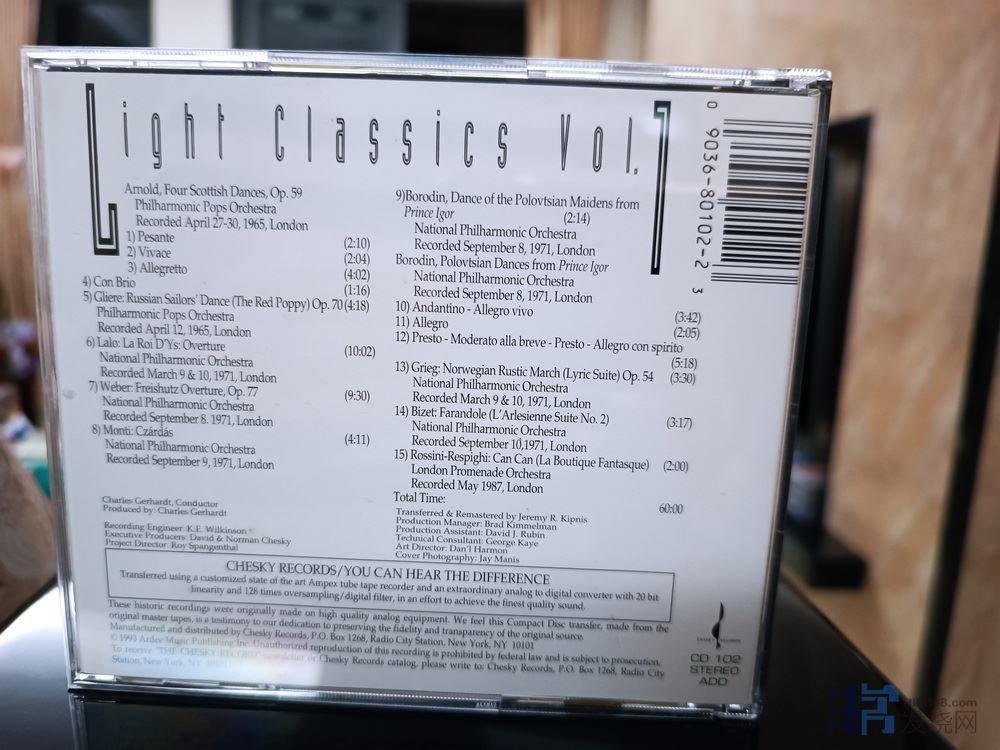 Light Classics Vol. 1
Arnold, Four Scottish Dances, Op. 59
Philharmonic Pops Orchestra
Recorded April 27-30, 1965, London
1) Pesante (2:10)
2) Vivace (2:04)
3) Allegretto (4:02)
4) Con Brio (1:16)
5) Gliere: Russian Sailors' Dance (The Red Poppy) Op. 70 (4:18)
Philharmonic Pops Orchestra
Recorded April 12, 1965, London
6) Lalo: La Roi D'Ys: Overture (10:02)
National Philharmonic Orchestra
Recorded March 9 & 10, 1971, London
7) Weber: Freishutz Overture, Op. 77 (9:30)
National Philharmonic Orchestra
Recorded September 8. 1971, London
8) Monti: Czárdás (4:11)
National Philharmonic Orchestra
Recorded September 9, 1971, London
Charles Gerhardt, Conductor
Produced by: Charles Gerhardt
Recording Engineer: K.E. Wilkinson
Executive Producers: David & Norman Chesky
Project Director: Roy Spangenthal
9)Borodin, Dance of the Polovtsian Maidens from
Prince Igor (2:14)
National Philharmonic Orchestra
Recorded September 8, 1971, London
Borodin, Polovtsian Dances from Prince Igor
National Philharmonic Orchestra
Recorded September 8, 1971, London
10) Andantino - Allegro vivo (3:42)
11) Allegro (2:05)
12) Presto - Moderato alla breve - Presto - Allegro con spirito
(5:18)
13) Grieg: Norwegian Rustic March (Lyric Suite) Op. 54 (3:30)
National Philharmonic Orchestra
Recorded March 9 & 10, 1971, London
14) Bizet: Farandole (L'Arlesienne Suite No. 2) (3:17)
National Philharmonic Orchestra
Recorded September 10,1971, London
15) Rossini-Respighi: Can Can (La Boutique Fantasque) (2:00)
London Promenade Orchestra
Recorded May 1987, London
Total Time: 60:00
Transferred & Remastered by Jeremy R. Kipnis
Production Manager: Brad Kimmelman
Production Assistant: David J. Rubin
Technical Consultant: George Kaye
Art Director: Dan'l Harmon
Cover Photography: Jay Manis
CHESKY RECORDS/YOU CAN HEAR THE DIFFERENCE
Transferred using a customized state of the art Ampex tube tape recorder and an extraordinary analog to digital converter with 20 bit
linearity and 128 times oversampling/digital filter, in an effort to achieve the finest quality sound.
These historic recordings were originally made on high quality analog equipment. We feel this Compact Disc transfer, made from the
original master tapes, is a testimony to our dedication to preserving the fidelity and transparency of the original source.
Manufactured and distributed by Chesky Records, P.O. Box 1268, Radio City Station, New York, NY 10101
© 1993 Ardee Music Publishing Inc. Unauthorized reproduction of this recording is prohibited by federal law and is subject to prosecution.
To receive "THE CHESKY RECORD" newsletter or Chesky Records catalog, please write to: Chesky Records, P.O. Box 1268, Radio City
Station, New York, NY 10101
0 9036-80102-2 3
CHESKY RECORDS
CD 102
STEREO
ADD
发烧网